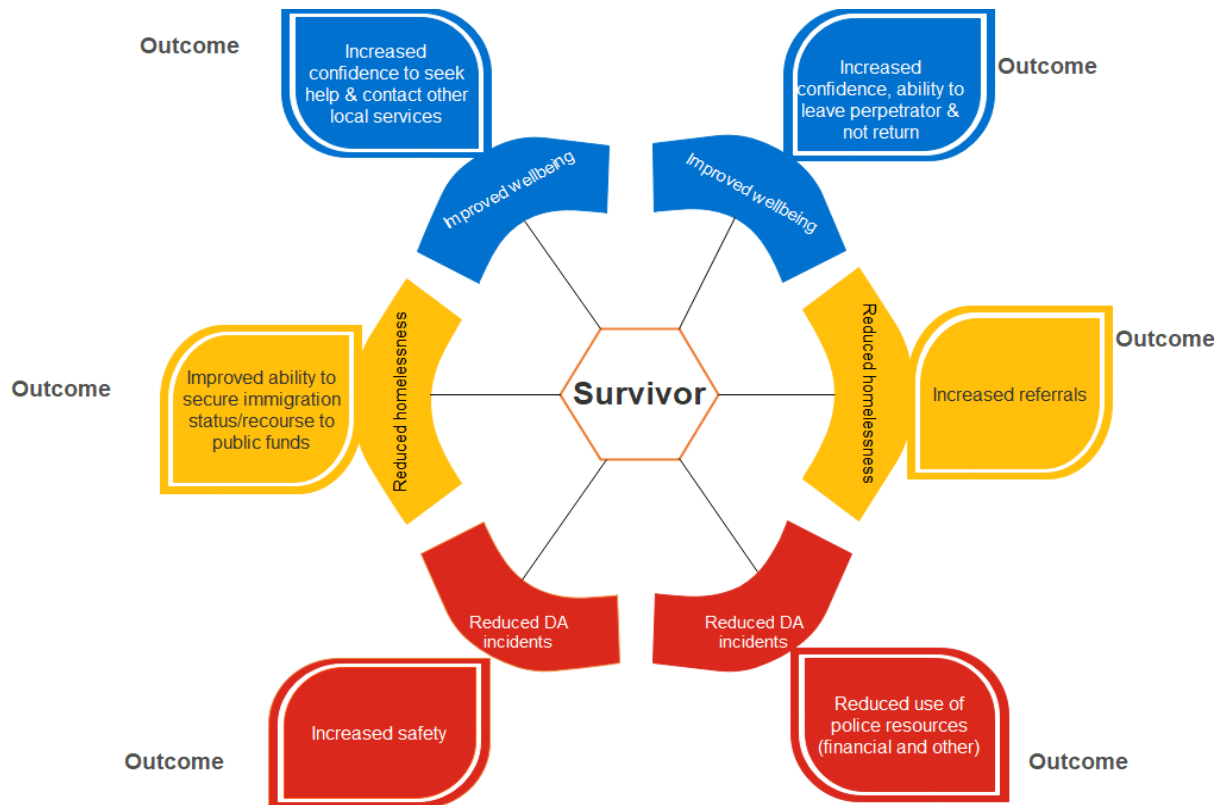 Outcome
Increased
confidence to seek
help & contact other
local services
Increased
confidence, ability to
leave perpetrator &
not return
Outcome
Improved wellbeing
Improved wellbeing
Outcome
Improved ability to
secure immigration
status/recourse to
public funds
Reduced homelessness
Survivor
Reduced homelessness
Increased referrals
Outcome
Reduced DA
incidents
Reduced DA
incidents
Outcome
Increased safety
Reduced use of
police resources
(financial and other)
Outcome